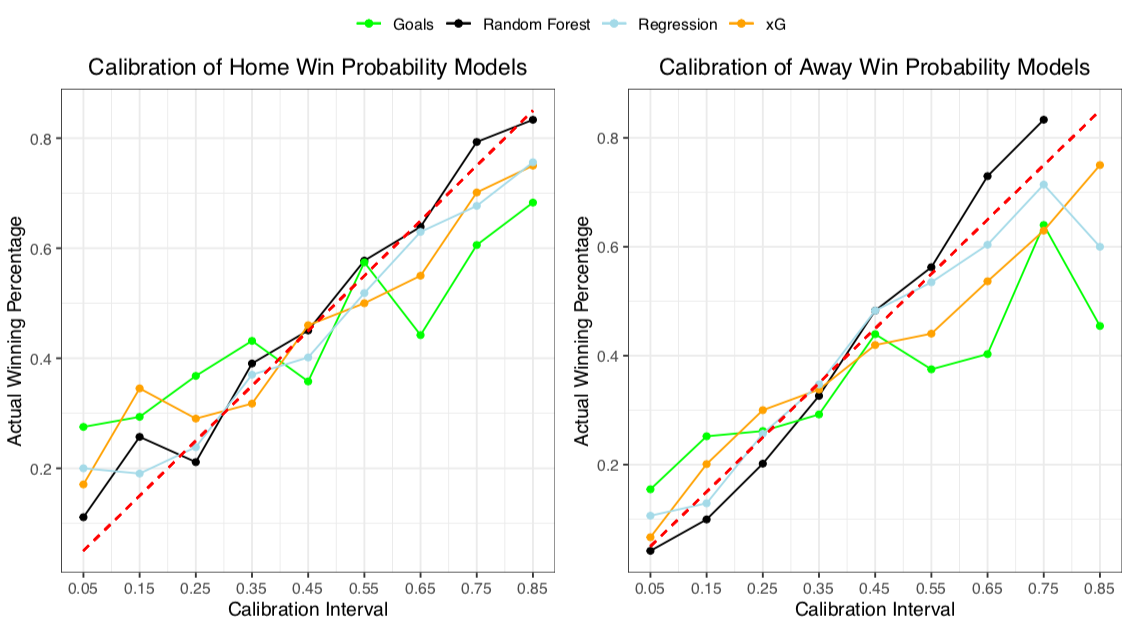 Goals Random Forest Regression xG
Calibration of Home Win Probability Models
Actual Winning Percentage
0.8
0.6
0.4
0.2
0.05 0.15 0.25 0.35 0.45 0.55 0.65 0.75 0.85
Calibration Interval
Calibration of Away Win Probability Models
Actual Winning Percentage
0.8
0.6
0.4
0.2
0.05 0.15 0.25 0.35 0.45 0.55 0.65 0.75 0.85
Calibration Interval